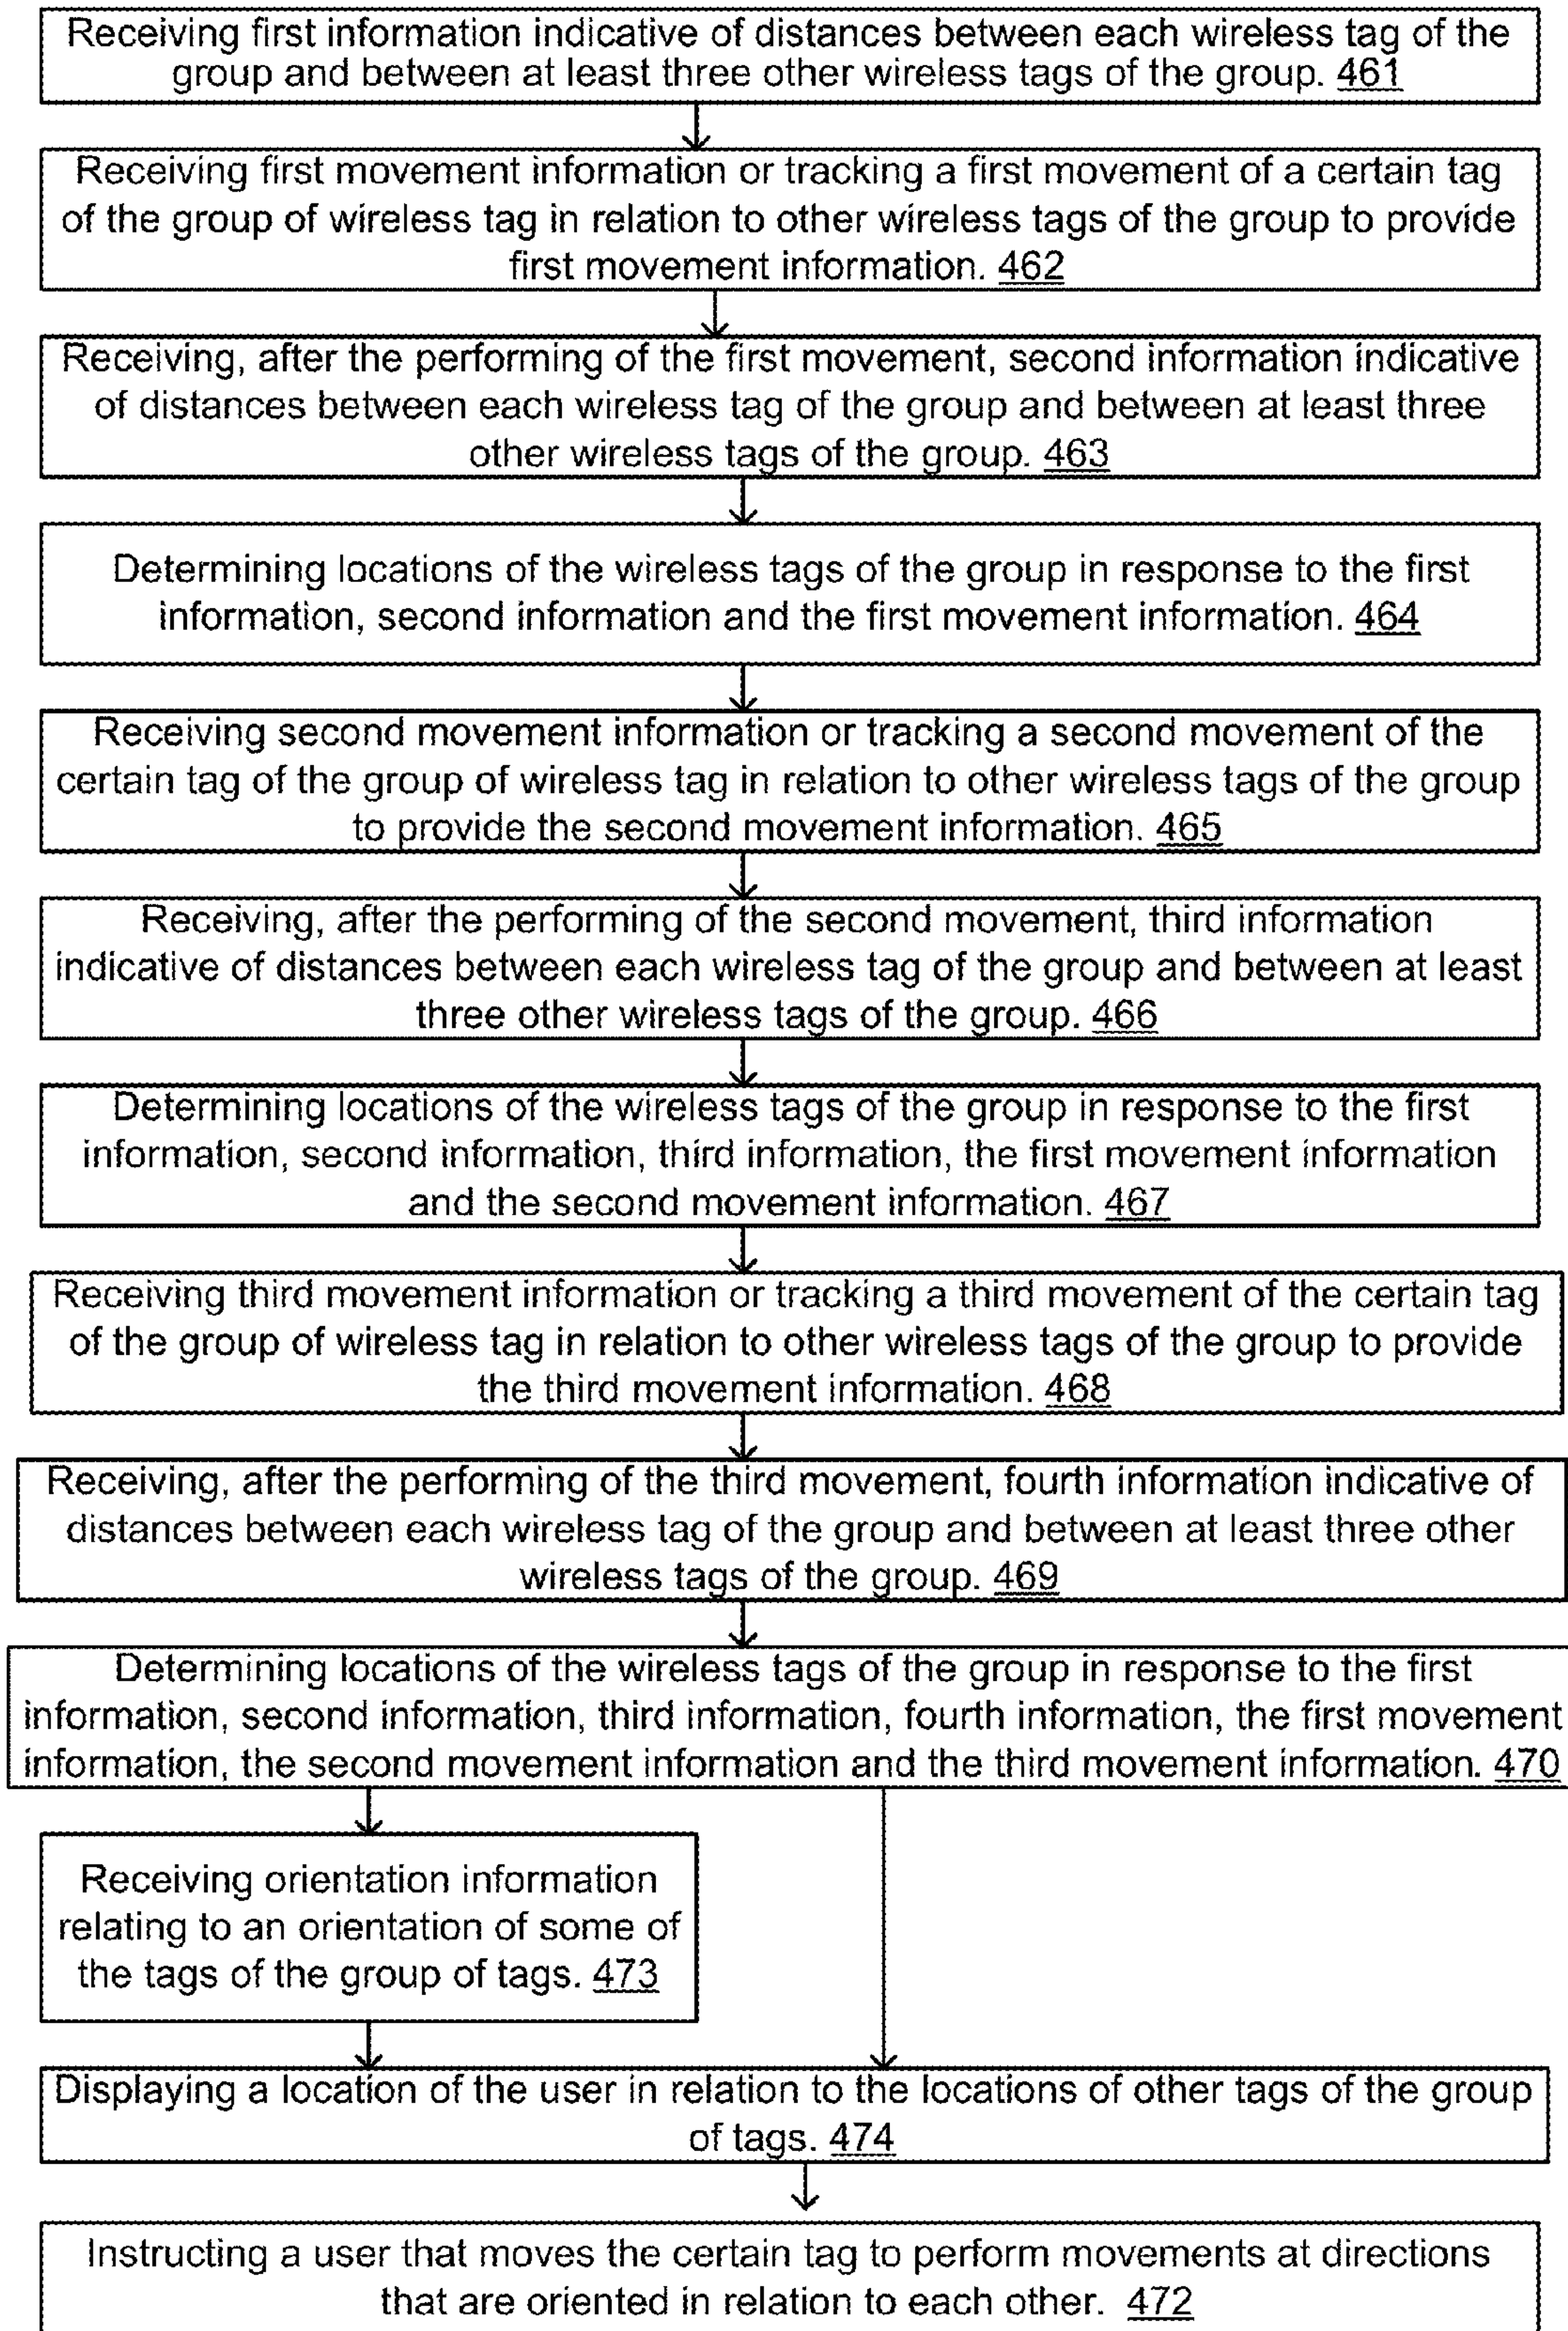 Receiving first information indicative of distances between each wireless tag of the
group and between at least three other wireless tags of the group. 461
Receiving first movement information or tracking a first movement of a certain tag
of the group of wireless tag in relation to other wireless tags of the group to provide
first movement information. 462
Receiving, after the performing of the first movement, second information indicative
of distances between each wireless tag of the group and between at least three
other wireless tags of the group. 463
Determining locations of the wireless tags of the group in response to the first
information, second information and the first movement information. 464
Receiving second movement information or tracking a second movement of the
certain tag of the group of wireless tag in relation to other wireless tags of the group
to provide the second movement information. 465
Receiving, after the performing of the second movement, third information
indicative of distances between each wireless tag of the group and between at least
three other wireless tags of the group. 466
Determining locations of the wireless tags of the group in response to the first
information, second information, third information, the first movement information
and the second movement information. 467
Receiving third movement information or tracking a third movement of the certain tag
of the group of wireless tag in relation to other wireless tags of the group to provide
the third movement information. 468
Receiving, after the performing of the third movement, fourth information indicative of
distances between each wireless tag of the group and between at least three other
wireless tags of the group. 469
Determining locations of the wireless tags of the group in response to the first
information, second information, third information, fourth information, the first movement
information, the second movement information and the third movement information. 470
Receiving orientation information
relating to an orientation of some of
the tags of the group of tags. 473
Displaying a location of the user in relation to the locations of other tags of the group
of tags. 474
Instructing a user that moves the certain tag to perform movements at directions
that are oriented in relation to each other. 472